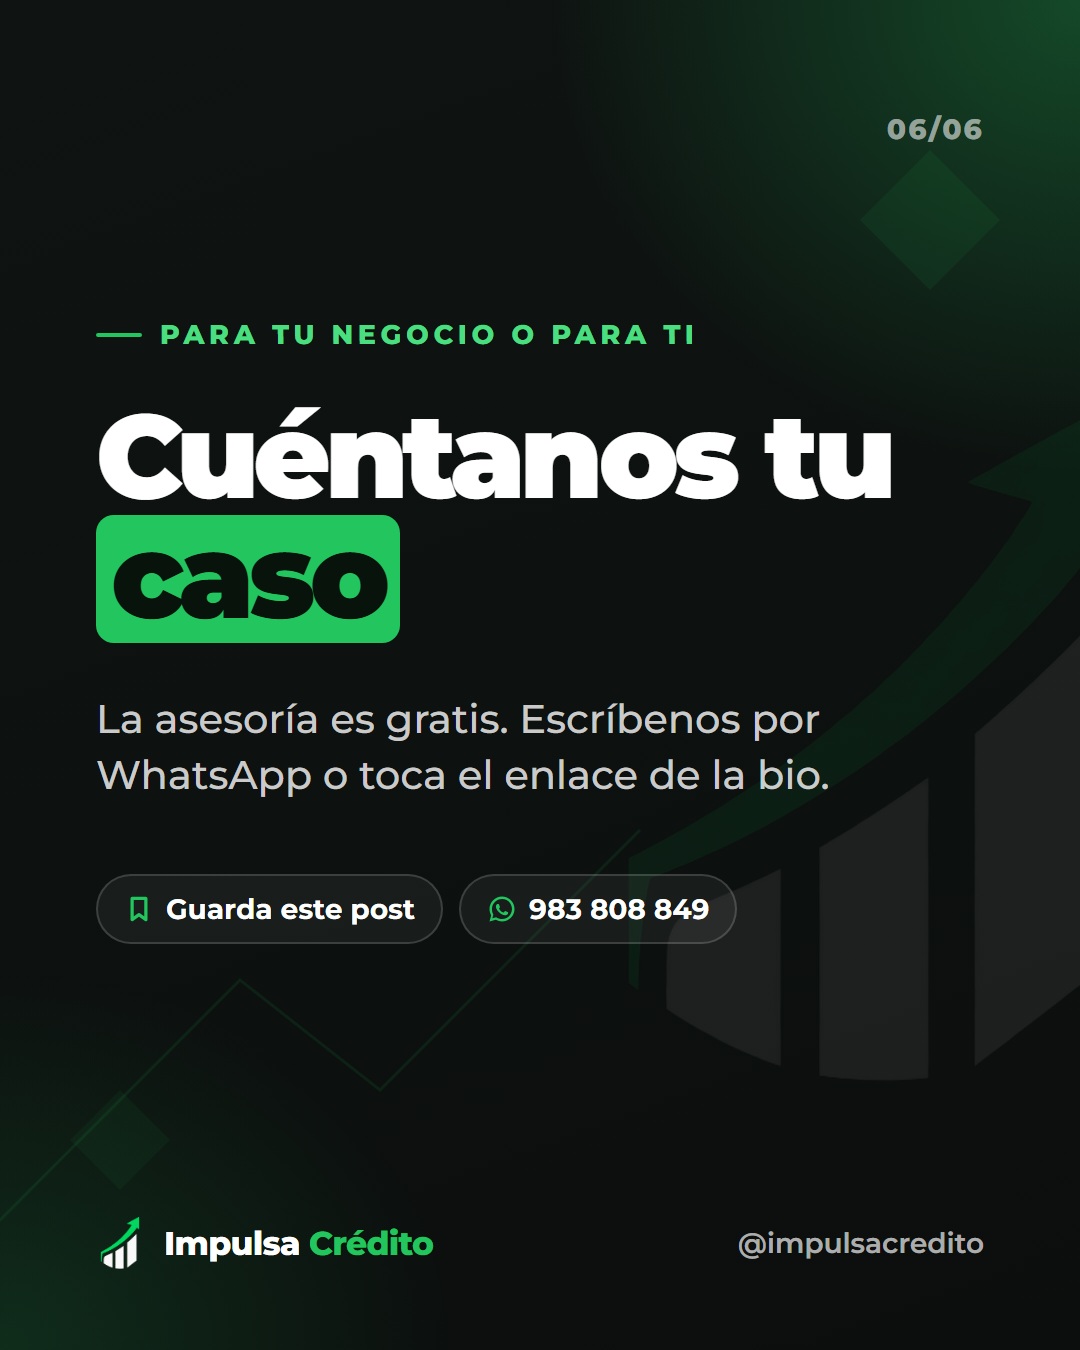 06/06
PARA TU NEGOCIO O PARA TI
Cuéntanos tu
caso
La asesoría es gratis. Escríbenos por
WhatsApp o toca el enlace de la bio.
Guarda este post
983 808 849
Impulsa Crédito
@impulsacredito